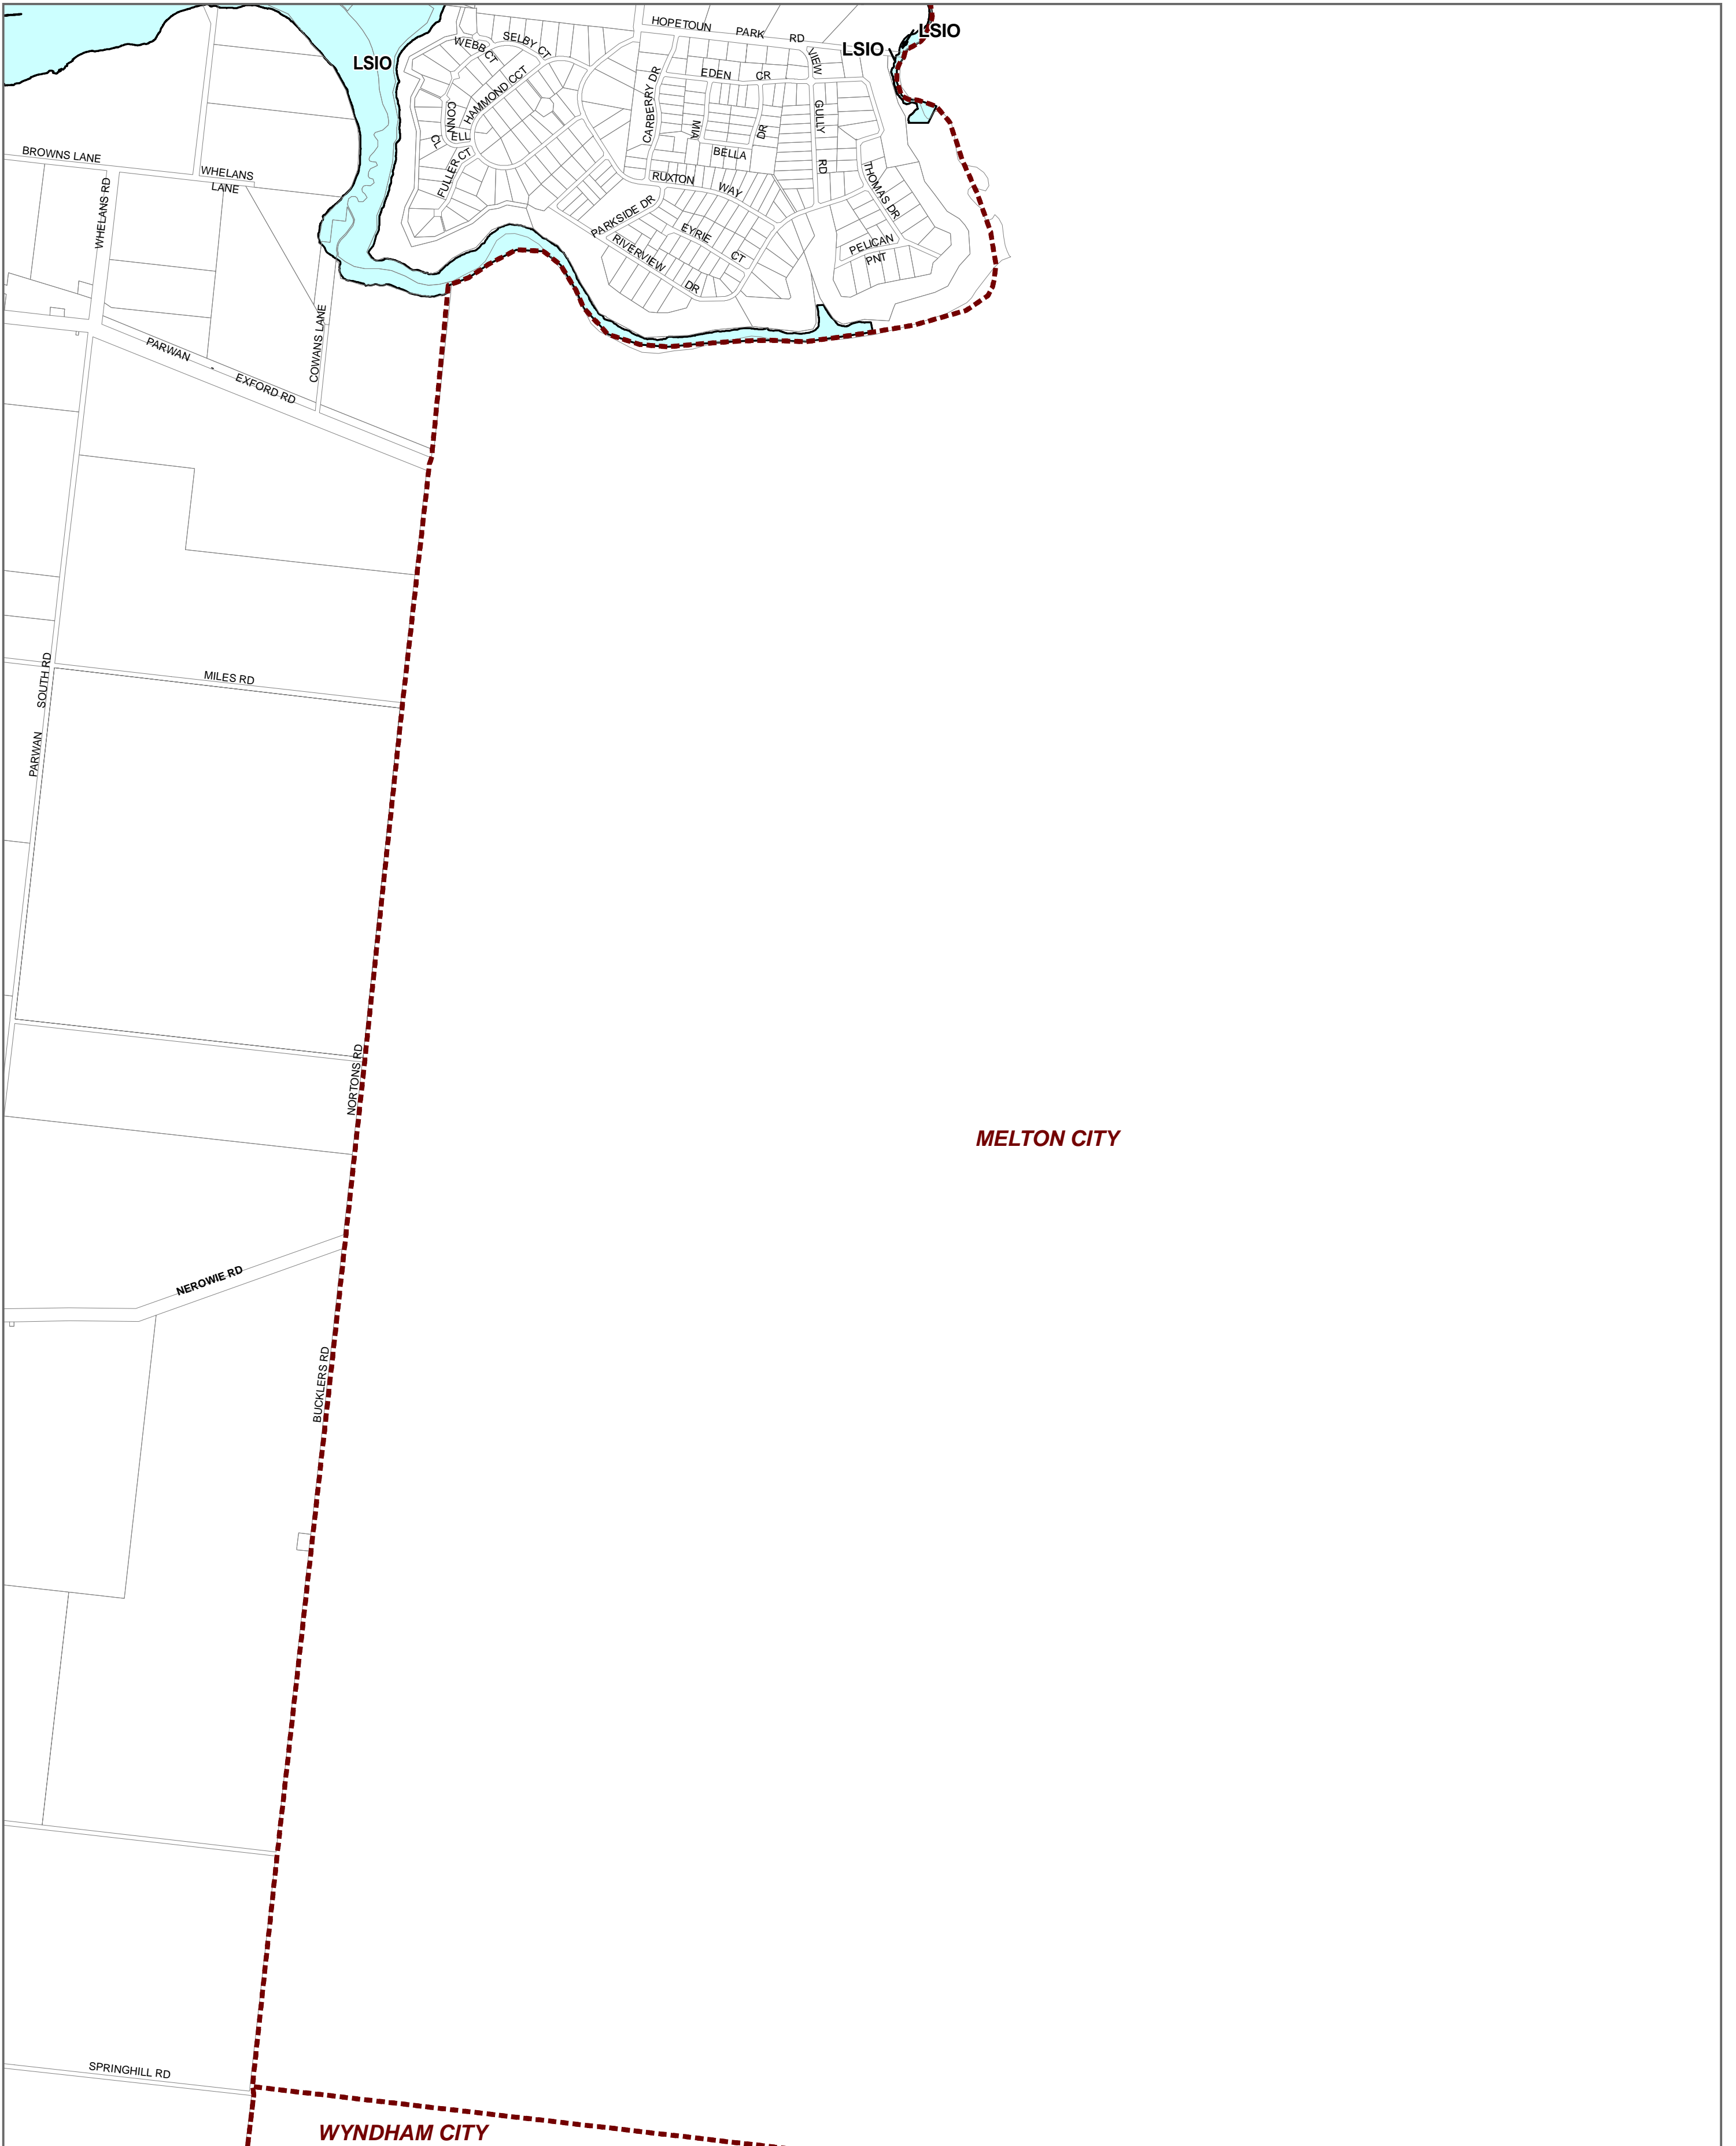 HOPETOUN PARK RD
LSIO
LSIO
LSIO
WEBB CT
SELBY CT
HAMMOND CCT
CONN
ELL
CL
FULLER CT
CARBERRY DR
EDEN CR
VIEW
GULLY
RD
MIA
BELLA
DR
THOMAS DR
RUXTON WAY
PARKSIDE DR
EYRIE CT
RIVERVIEW DR
PELICAN
PNT
BROWNS LANE
WHELANS
LANE
WHELANS RD
COWANS LANE
PARWAN EXFORD RD
MILES RD
PARWAN SOUTH RD
NORTONS RD
MELTON CITY
NEROWIE RD
BUCKLERS RD
SPRINGHILL RD
WYNDHAM CITY